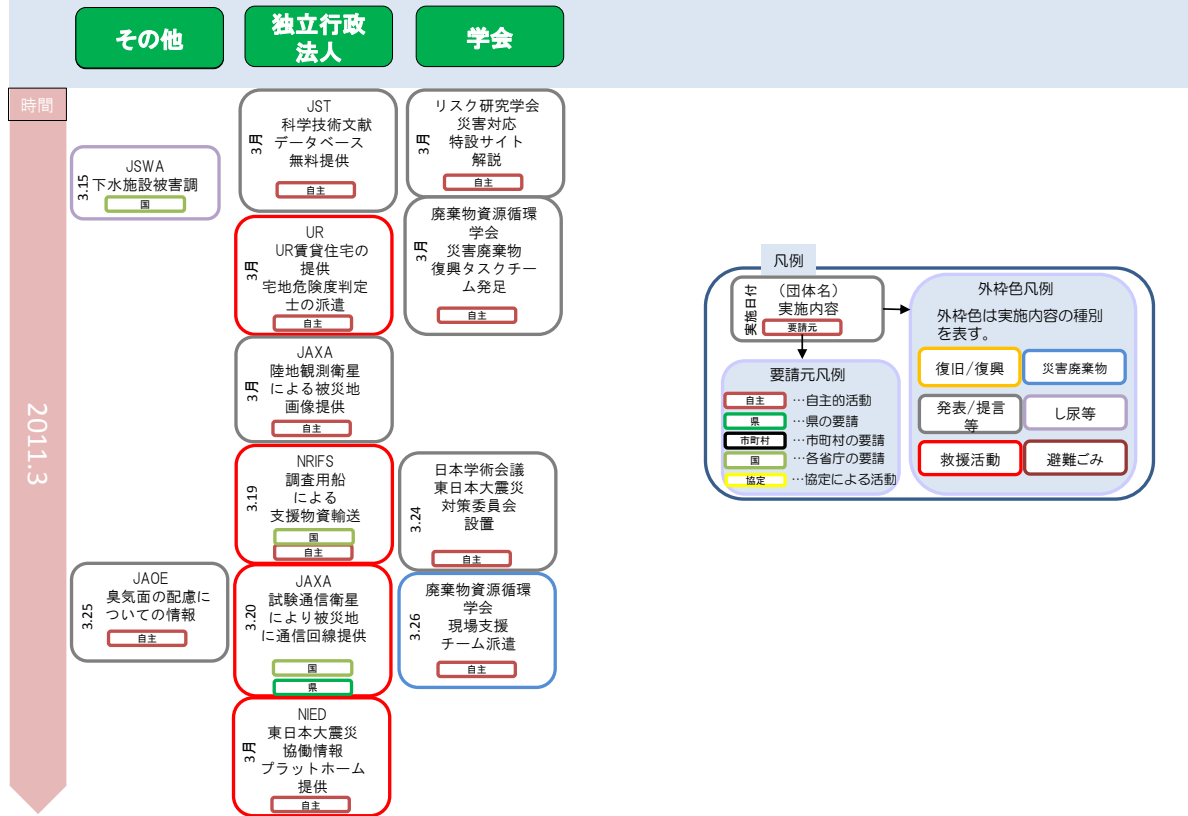 その他
独立行政
法人
学会
時間
2011.3
3.15
JSWA
下水施設被害調
国
3.25
JAOE
臭気面の配慮に
ついての情報
自主
3月
JST
科学技術文献
データベース
無料提供
自主
3月
UR
UR賃貸住宅の
提供
宅地危険度判定
士の派遣
自主
3月
JAXA
陸地観測衛星
による被災地
画像提供
自主
3.19
NRIFS
調査用船
による
支援物資輸送
国
自主
3.20
JAXA
試験通信衛星
により被災地
に通信回線提供
国
県
3月
NIED
東日本大震災
協働情報
プラットホーム
提供
自主
3月
リスク研究学会
災害対応
特設サイト
解説
自主
3月
廃棄物資源循環
学会
災害廃棄物
復興タスクチー
ム発足
自主
3.24
日本学術会議
東日本大震災
対策委員会
設置
自主
3.26
廃棄物資源循環
学会
現場支援
チーム派遣
自主
凡例
実施日付
(団体名)
実施内容
要請元
要請元凡例
自主 …自主的活動
県 …県の要請
市町村 …市町村の要請
国 …各省庁の要請
協定 …協定による活動
外枠色凡例
外枠色は実施内容の種別
を表す。
復旧/復興
災害廃棄物
発表/提言
等
し尿等
救援活動
避難ごみ